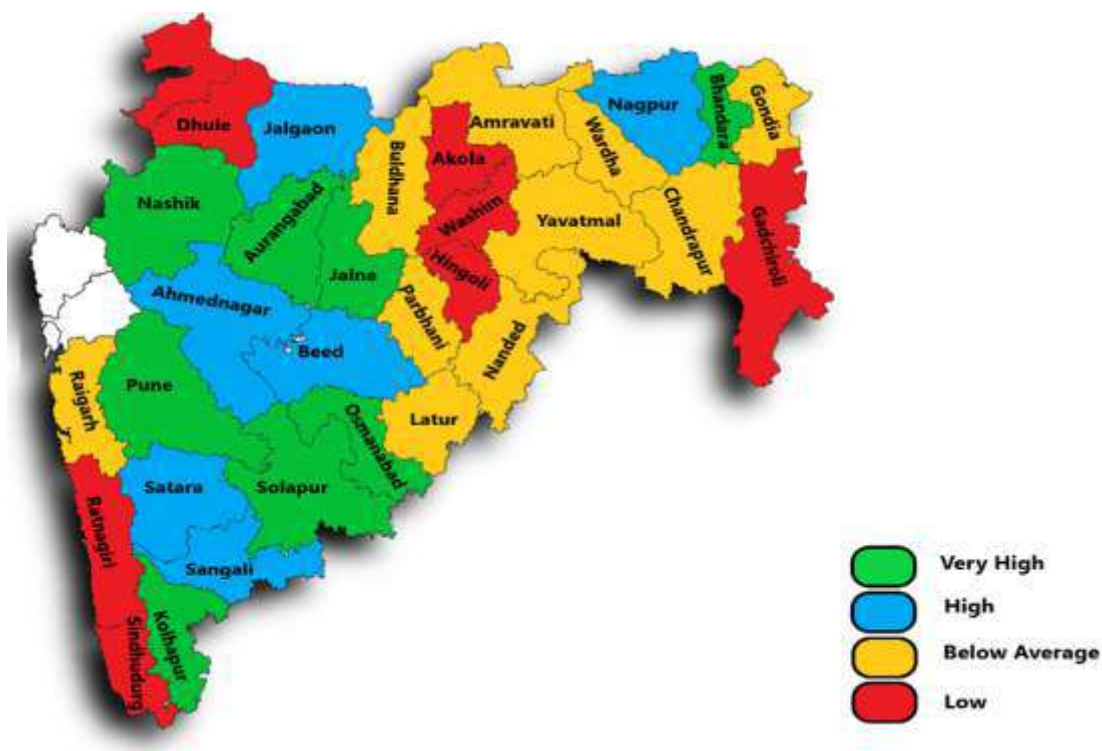 Dhule
Jalgaon
Nagpur
Bhandara
Gondia
Amravati
Wardha
Akola
Buldhana
Nashik
Aurangabad
Washim
Yavatmal
Chandrapur
Gadchiroli
Jalna
Hingoli
Ahmednagar
Parbhani
Nanded
Beed
Pune
Raigarh
Osmanabad
Latur
Satara
Solapur
Ratnagiri
Sangali
Kolhapur
Sindhudurg
Very High
High
Below Average
Low